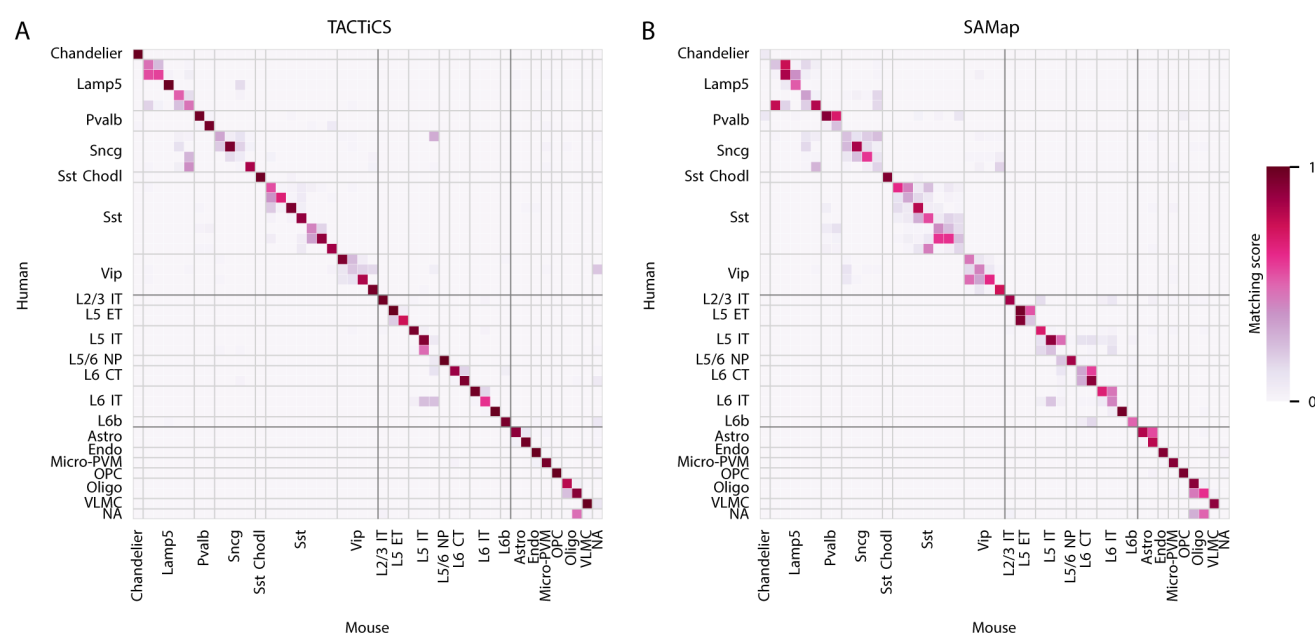 A
TACTiCS
Chandelier
Lamp5
Pvalb
Sncg
Sst Chodl
Sst
Vip
L2/3 IT
L5 ET
L5 IT
L5/6 NP
L6 CT
L6 IT
L6b
Astro
Endo
Micro-PVM
OPC
Oligo
VLMC
NA
Human
Chandelier
Lamp5
Pvalb
Sncg
Sst Chodl
Sst
Vip
L2/3 IT
L5 ET
L5 IT
L5/6 NP
L6 CT
L6 IT
L6b
Astro
Endo
Micro-PVM
OPC
Oligo
VLMC
NA
Mouse
B
SAMap
Chandelier
Lamp5
Pvalb
Sncg
Sst Chodl
Sst
Vip
L2/3 IT
L5 ET
L5 IT
L5/6 NP
L6 CT
L6 IT
L6b
Astro
Endo
Micro-PVM
OPC
Oligo
VLMC
NA
Human
Chandelier
Lamp5
Pvalb
Sncg
Sst Chodl
Sst
Vip
L2/3 IT
L5 ET
L5 IT
L5/6 NP
L6 CT
L6 IT
L6b
Astro
Endo
Micro-PVM
OPC
Oligo
VLMC
NA
Mouse
Matching score
1
0